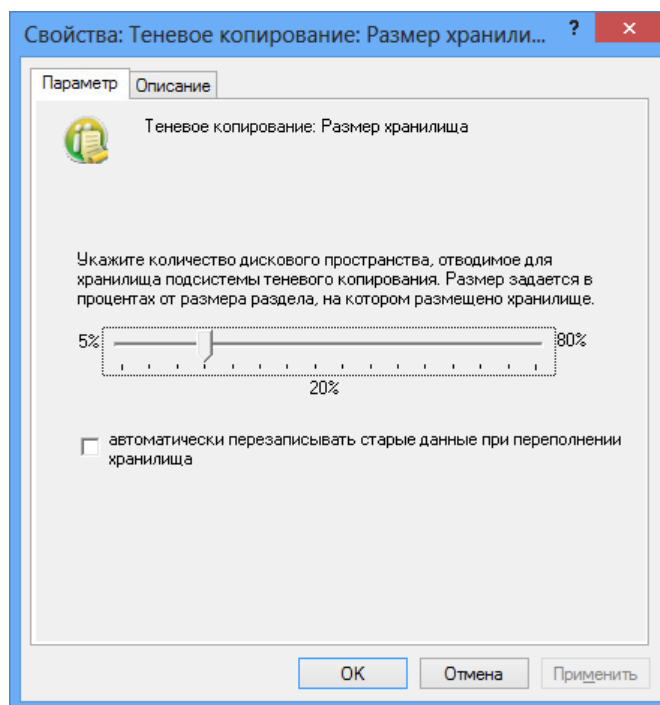 Свойства: Теневое копирование: Размер хранили...
?
×
Параметр
Описание
Теневое копирование: Размер хранилища
Укажите количество дискового пространства, отводимое для
хранилища подсистемы теневого копирования. Размер задается в
процентах от размера раздела, на котором размещено хранилище.
5%
80%
20%
автоматически перезаписывать старые данные при переполнении
хранилища
OK
Отмена
Применить